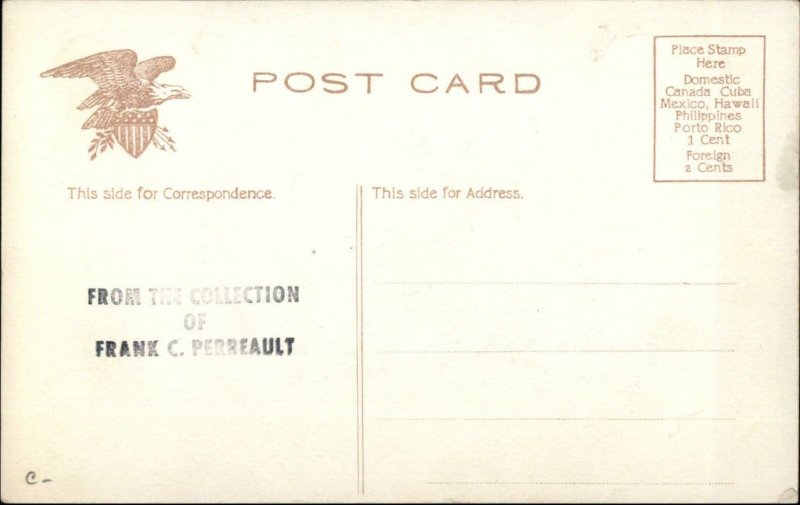 POST CARD
Place Stamp
Here
Domestic
Canada Cuba
Mexico, Hawaii
Philippines
Porto Rico
1 Cent
Foreign
2 Cents
This side for Correspondence.
This side for Address.
FROM THE COLLECTION
OF
FRANK C. PERREAULT
C-